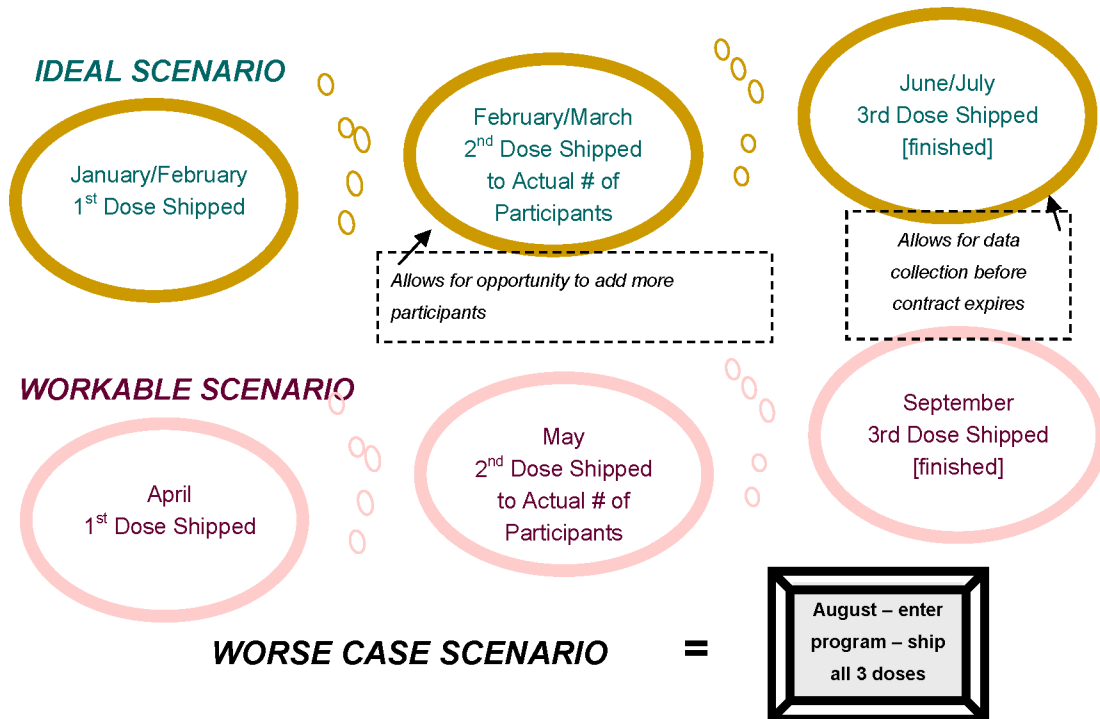 IDEAL SCENARIO
January/February
1st Dose Shipped
February/March
2nd Dose Shipped
to Actual # of
Participants
June/July
3rd Dose Shipped
[finished]
Allows for opportunity to add more
participants
Allows for data
collection before
contract expires
WORKABLE SCENARIO
April
1st Dose Shipped
May
2nd Dose Shipped
to Actual # of
Participants
September
3rd Dose Shipped
[finished]
WORSE CASE SCENARIO =
August – enter
program – ship
all 3 doses